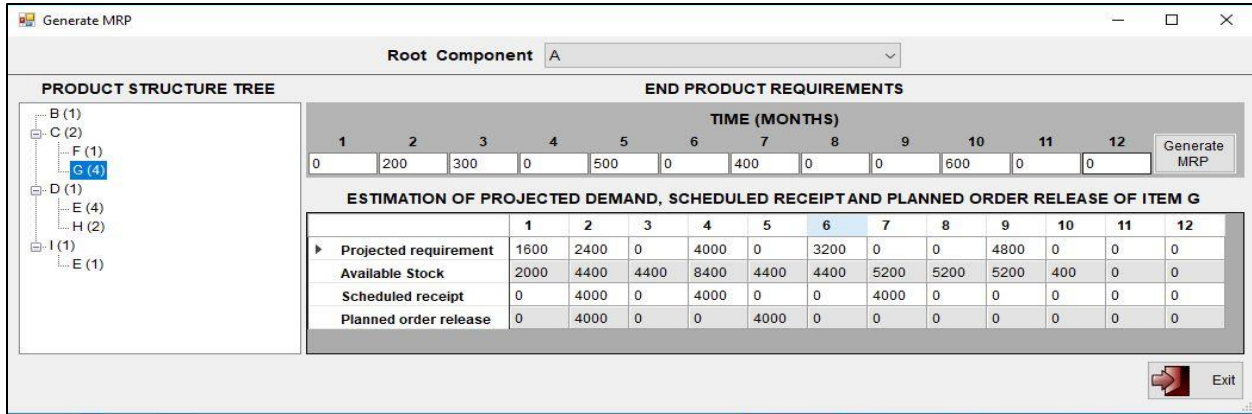 Generate MRP
Root Component A
PRODUCT STRUCTURE TREE
B (1)
C (2)
F (1)
G (4)
D (1)
E (4)
H (2)
I (1)
E (1)
END PRODUCT REQUIREMENTS
TIME (MONTHS)
1 2 3 4 5 6 7 8 9 10 11 12
0 200 300 0 500 0 400 0 0 600 0 0
Generate
MRP
ESTIMATION OF PROJECTED DEMAND, SCHEDULED RECEIPT AND PLANNED ORDER RELEASE OF ITEM G
1 2 3 4 5 6 7 8 9 10 11 12
Projected requirement 1600 2400 0 4000 0 3200 0 0 4800 0 0 0
Available Stock 2000 4400 4400 8400 4400 4400 5200 5200 5200 400 0 0
Scheduled receipt 0 4000 0 4000 0 0 4000 0 0 0 0 0
Planned order release 0 4000 0 0 4000 0 0 0 0 0 0 0
Exit